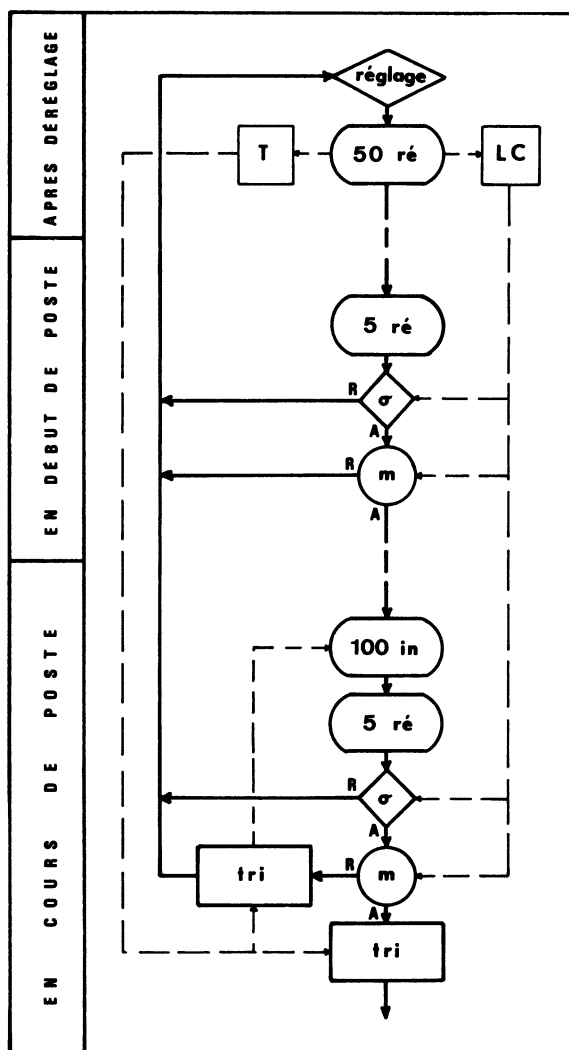 APRES DÉRÉGLAGE
réglage
T
50 ré
LC
EN DÉBUT DE POSTE
5 ré
R
σ
A
R
m
A
EN COURS DE POSTE
100 in
5 ré
R
σ
A
tri
R
m
A
tri